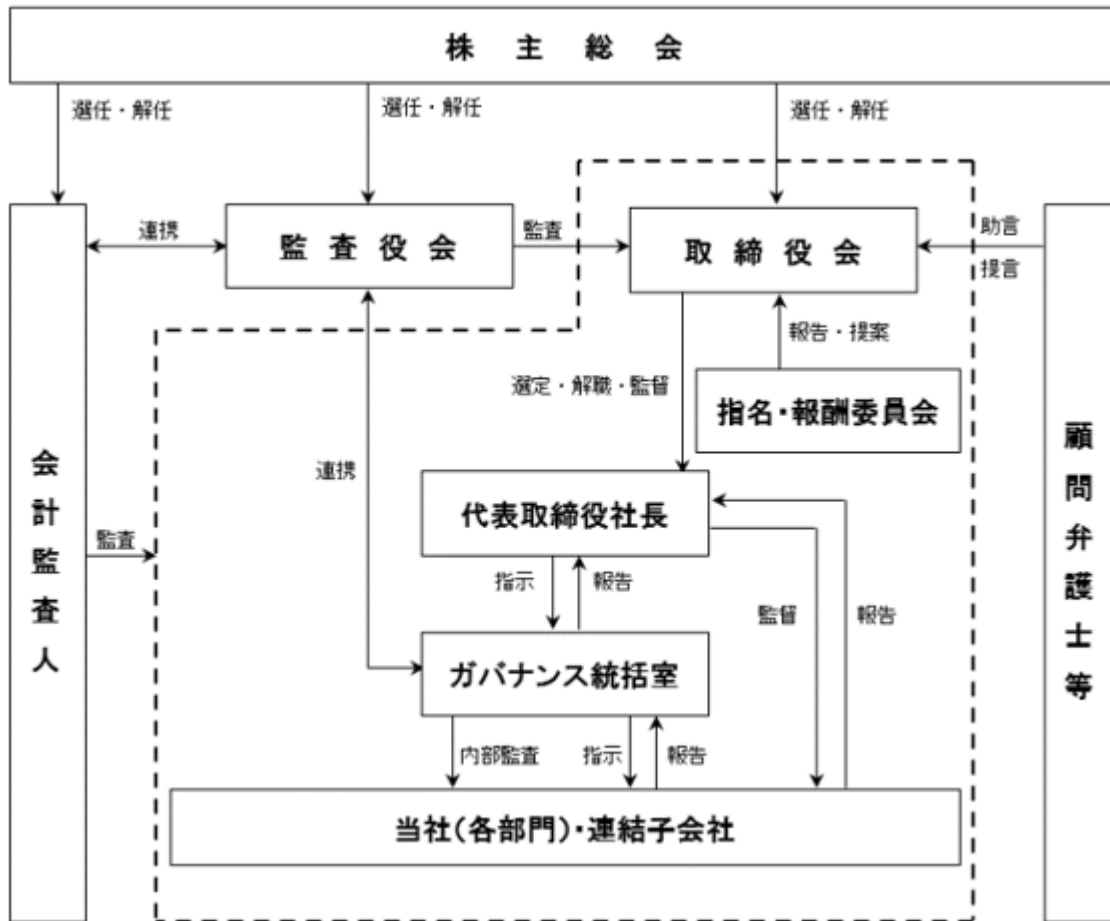 株主総会
選任・解任
選任・解任
選任・解任
連携
監査役会
監査
取締役会
助言
提言
報告・提案
選定・解職・監督
指名・報酬委員会
会計監査人
顧問弁護士等
連携
代表取締役社長
監査
指示
報告
監督
報告
ガバナンス統括室
内部監査
指示
報告
当社(各部門)・連結子会社